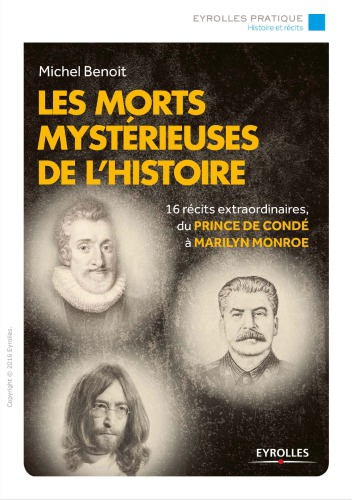 EYROLLES PRATIQUE
Histoire et récits
Michel Benoit
LES MORTS
MYSTÉRIEUSES
DE L'HISTOIRE
16 récits extraordinaires,
du PRINCE DE CONDÉ
à MARILYN MONROE
Copyright © 2016 Eyrolles.
EYROLLES